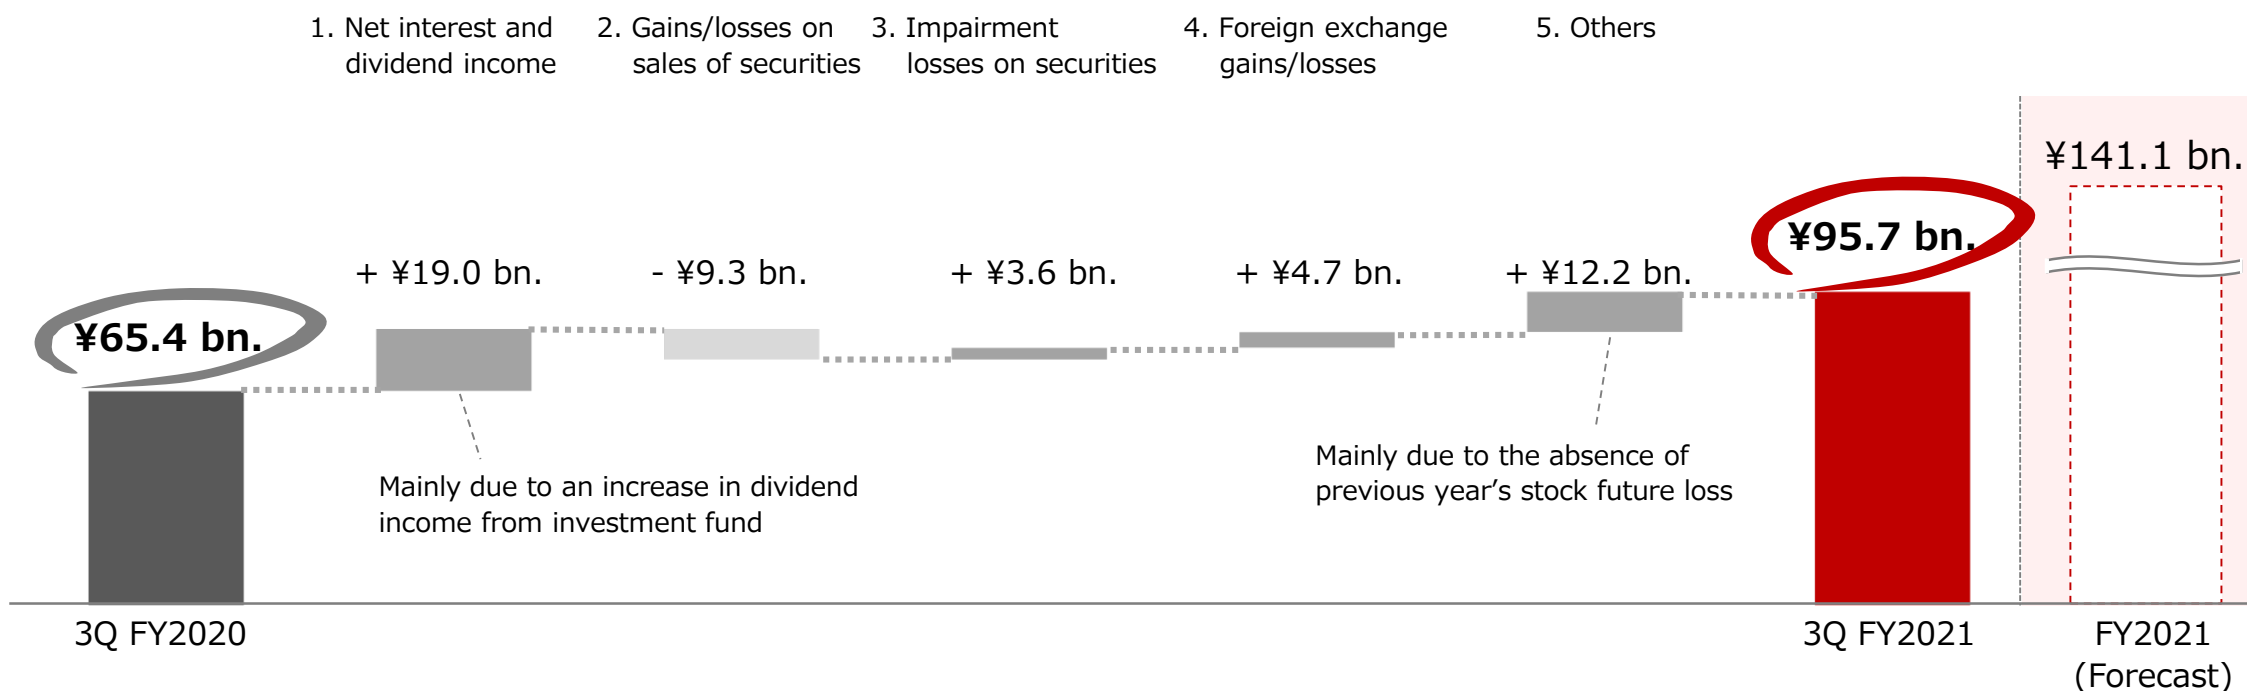 1. Net interest and
dividend income
2. Gains/losses on
sales of securities
3. Impairment
losses on securities
4. Foreign exchange
gains/losses
5. Others
¥65.4 bn.
+ ¥19.0 bn.
- ¥9.3 bn.
+ ¥3.6 bn.
+ ¥4.7 bn.
+ ¥12.2 bn.
¥95.7 bn.
¥141.1 bn.
Mainly due to an increase in dividend
income from investment fund
Mainly due to the absence of
previous year’s stock future loss
3Q FY2020
3Q FY2021
FY2021
(Forecast)